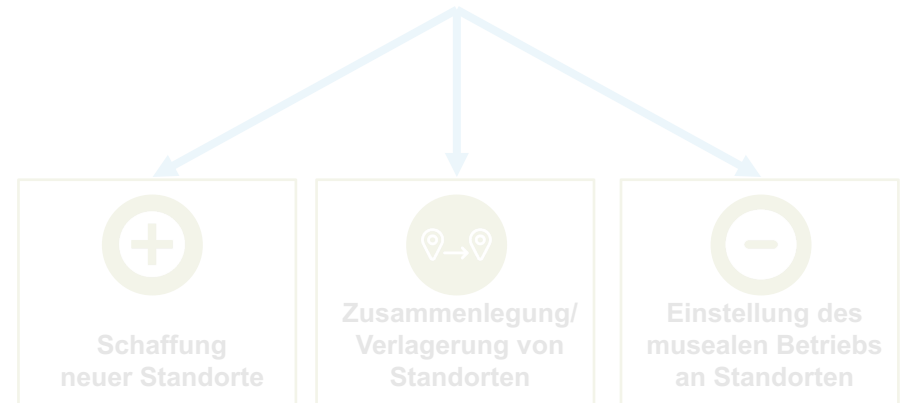 Schaffung
neuer Standorte
Zusammenlegung/
Verlagerung von
Standorten
Einstellung des
musealen Betriebs
an Standorten